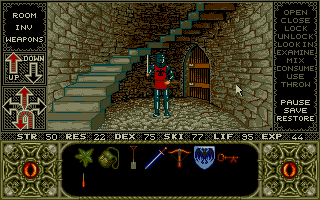 ROOM
INV
WEAPONS
UP
DOWN
OPEN
CLOSE
LOCK
UNLOCK
LOOK IN
EXAMINE
MIX
CONSUME
USE
THROW
PAUSE
SAVE
RESTORE
STR 50 RES 22 DEX 75 SKI 77 LIF 95 EXP 44